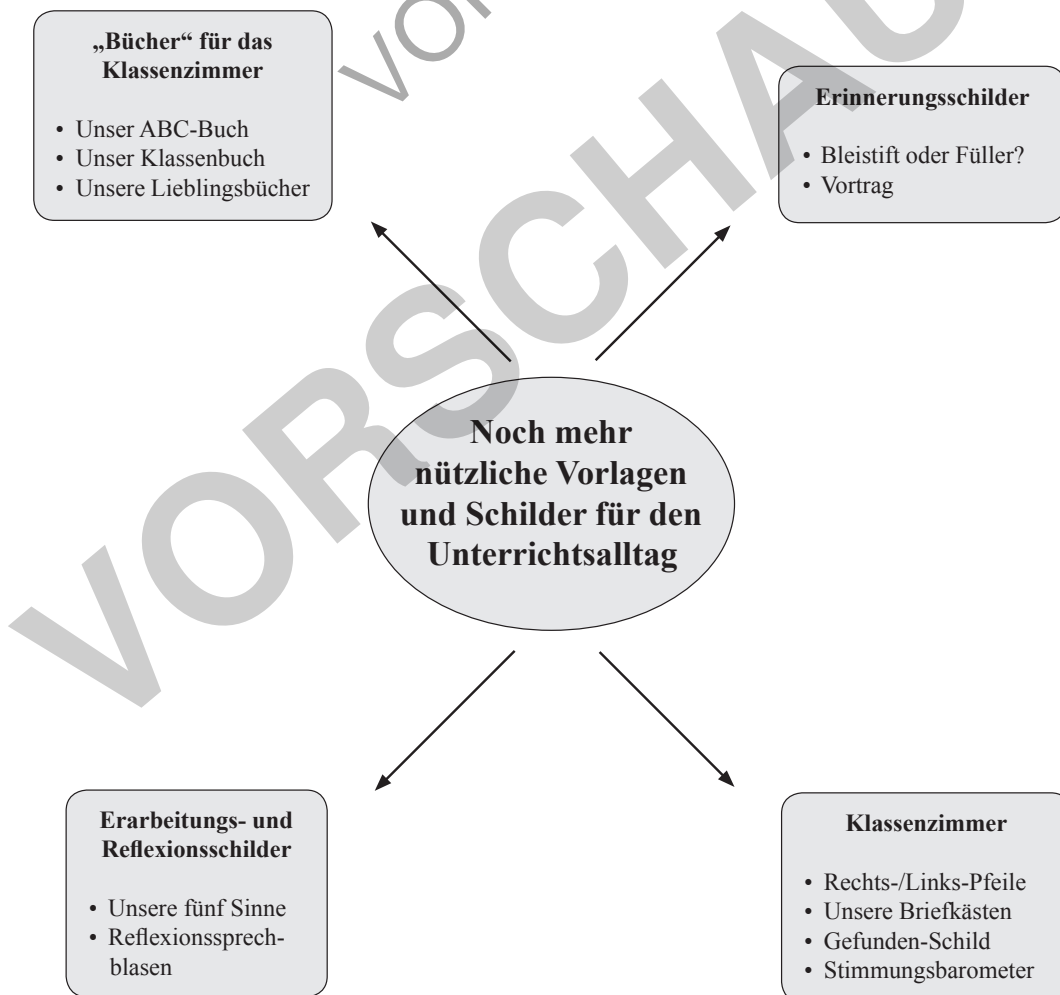 „Bücher“ für das
Klassenzimmer
• Unser ABC-Buch
• Unser Klassenbuch
• Unsere Lieblingsbücher
Erinnerungsschilder
• Bleistift oder Füller?
• Vortrag
Noch mehr
nützliche Vorlagen
und Schilder für den
Unterrichtsalltag
Erarbeitungs- und
Reflexionsschilder
• Unsere fünf Sinne
• Reflexionssprech-
blasen
Klassenzimmer
• Rechts-/Links-Pfeile
• Unsere Briefkästen
• Gefunden-Schild
• Stimmungsbarometer
VORSCHAU
VOR